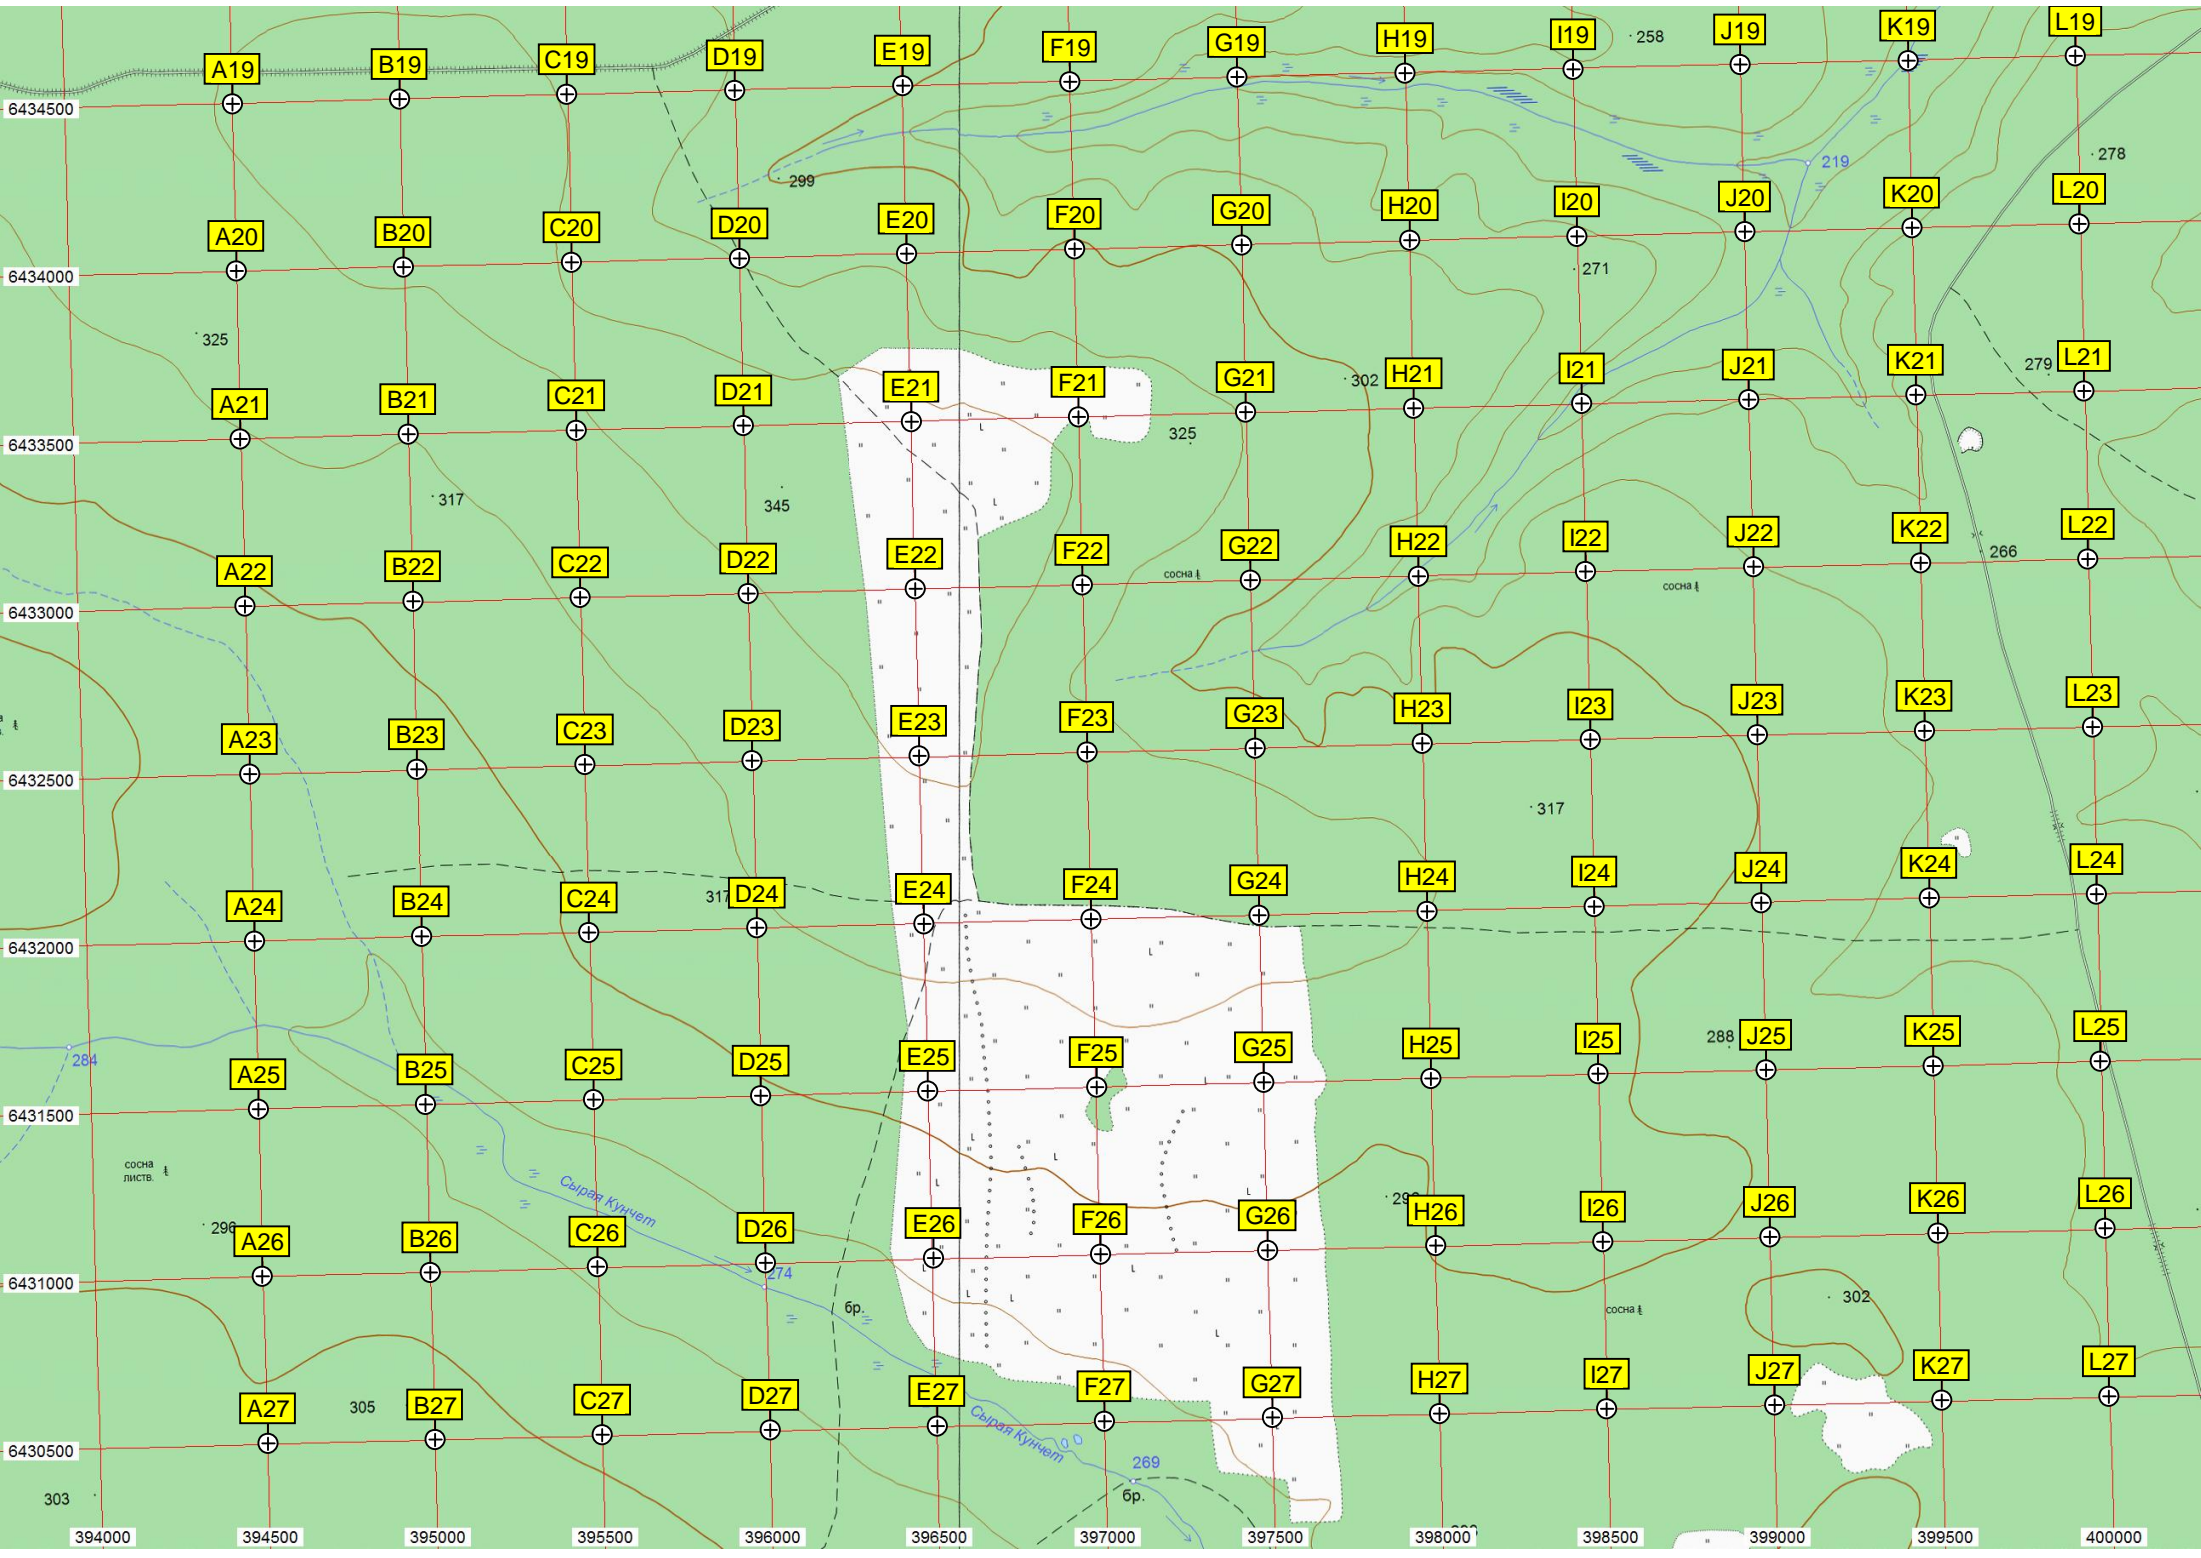 A19 B19 C19 D19 E19 F19 G19 H19 I19 J19 K19 L19
258
6434500
278
219
299
A20 B20 C20 D20 E20 F20 G20 H20 I20 J20 K20 L20
6434000
271
325
A21 B21 C21 D21 E21 F21 G21 302 H21 I21 J21 K21 279 L21
6433500
325
317
345
A22 B22 C22 D22 E22 F22 G22 H22 I22 J22 K22 L22
266
сосна
сосна
6433000
A23 B23 C23 D23 E23 F23 G23 H23 I23 J23 K23 L23
6432500
317
A24 B24 C24 317 D24 E24 F24 G24 H24 I24 J24 K24 L24
6432000
284
A25 B25 C25 D25 E25 F25 G25 H25 I25 288 J25 K25 L25
6431500
сосна
листв.
Сырая Кунчет
296
A26 B26 C26 D26 E26 F26 G26 H26 I26 J26 K26 L26
6431000
274
бр.
сосна
302
A27 B27 C27 D27 E27 F27 G27 H27 I27 J27 K27 L27
305
Сырая Кунчет
6430500
269
бр.
303
394000 394500 395000 395500 396000 396500 397000 397500 398000 398500 399000 399500 400000